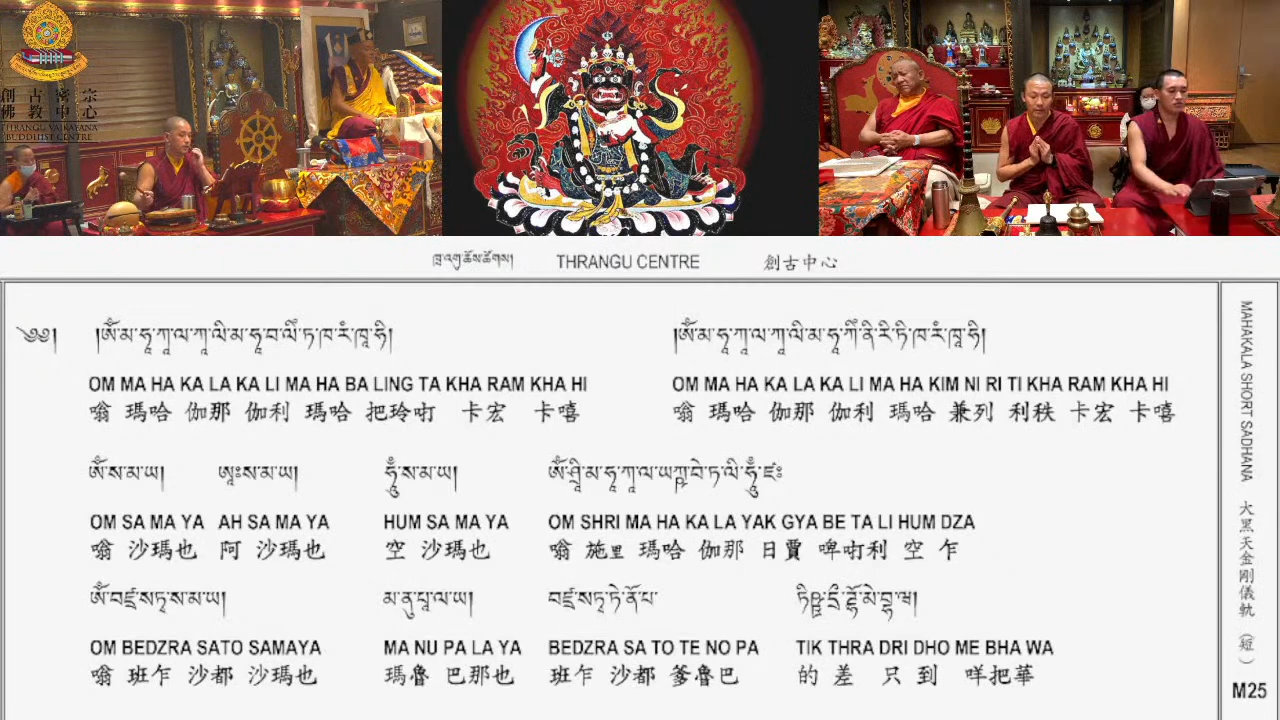 創古密宗
佛教中心
THRANGU VAJRAYANA
BUDDHIST CENTRE
ཁྲ་འགུ་ཆོས་ཚོགས། THRANGU CENTRE 創古中心
༄༅། །ཨོཾ་མ་ཧཱ་ཀཱ་ལ་ཀཱ་ལི་མ་ཧཱ་བ་ལིཾ་ཏ་ཁ་རཾ་ཁཱ་ཧི། །ཨོཾ་མ་ཧཱ་ཀཱ་ལ་ཀཱ་ལི་མ་ཧཱ་ཀིཾ་ནི་རི་ཏི་ཁ་རཾ་ཁཱ་ཧི།
OM MA HA KA LA KA LI MA HA BA LING TA KHA RAM KHA HI OM MA HA KA LA KA LI MA HA KIM NI RI TI KHA RAM KHA HI
嗡 瑪哈 伽那 伽利 瑪哈 把玲吋 卡宏 卡嘻 嗡 瑪哈 伽那 伽利 瑪哈 兼列 利秩 卡宏 卡嘻
ཨོཾ་ས་མ་ཡ། ཨཱཿས་མ་ཡ། ཧཱུྃ་ས་མ་ཡ། ཨོཾ་ཤྲཱི་མ་ཧཱ་ཀཱ་ལ་ཡཀྵ་བེ་ཏ་ལི་ཧཱུྃ་ཛཿ
OM SA MA YA AH SA MA YA HUM SA MA YA OM SHRI MA HA KA LA YAK GYA BE TA LI HUM DZA
嗡 沙瑪也 阿 沙瑪也 空 沙瑪也 嗡 施里 瑪哈 伽那 日賈 啤吋利 空 乍
ཨོཾ་བཛྲ་སཏྭ་ས་མ་ཡ། མ་ནུ་པཱ་ལ་ཡ། བཛྲ་སཏྭ་ཏེ་ནོ་པ་ ཏིཥྛ་དྲྀ་ཌྷོ་མེ་བྷ་ཝ།
OM BEDZRA SATO SAMAYA MA NU PA LA YA BEDZRA SA TO TE NO PA TIK THRA DRI DHO ME BHA WA
嗡 班乍 沙都 沙瑪也 瑪魯 巴那也 班乍 沙都 爹魯巴 的 差 只 到 咩把華
MAHAKALA SHORT SADHANA 大黑天金剛儀軌（短）
M25